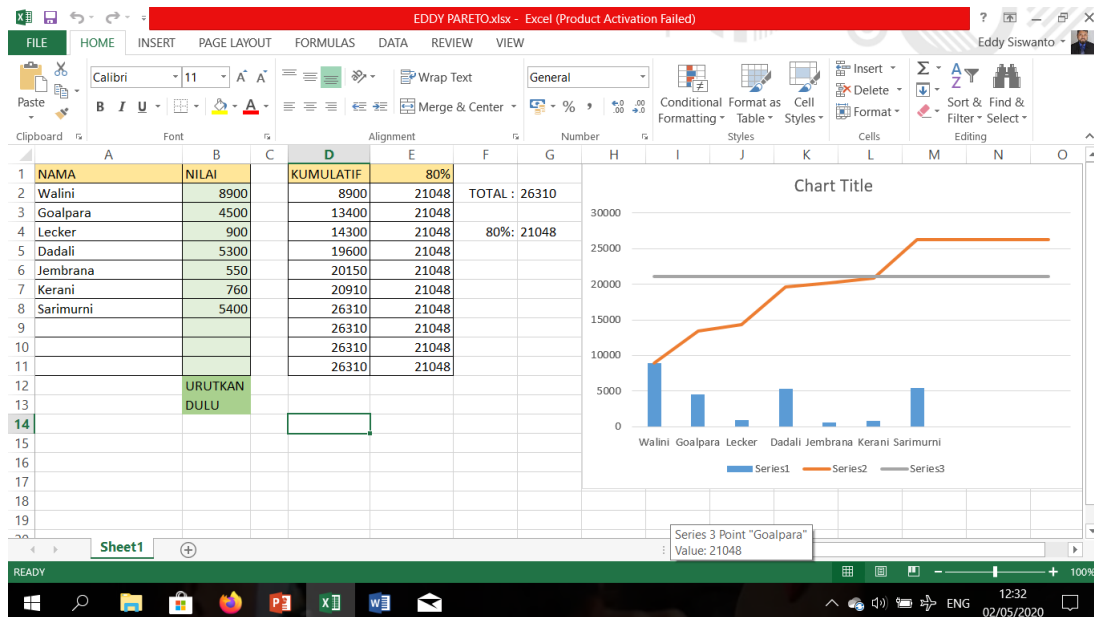 EDDY PARETO.xlsx - Excel (Product Activation Failed)
FILE HOME INSERT PAGE LAYOUT FORMULAS DATA REVIEW VIEW Eddy Siswanto
Paste
Clipboard
Calibri 11
B I U
Font
Wrap Text
Merge & Center
Alignment
General
%
Number
Conditional Formatting
Format as Table
Cell Styles
Styles
Insert
Delete
Format
Cells
Sort & Filter
Find & Select
Editing
A B C D E F G H I J K L M N O
1 NAMA NILAI KUMULATIF 80%
2 Walini 8900 8900 21048 TOTAL : 26310
3 Goalpara 4500 13400 21048
4 Lecker 900 14300 21048 80%: 21048
5 Dadali 5300 19600 21048
6 Jembrana 550 20150 21048
7 Kerani 760 20910 21048
8 Sarimurni 5400 26310 21048
9 26310 21048
10 26310 21048
11 26310 21048
12 URUTKAN
13 DULU
14
15
16
17
18
19
Chart Title
30000
25000
20000
15000
10000
5000
0
Walini Goalpara Lecker Dadali Jembrana Kerani Sarimurni
Series1 Series2 Series3
Series 3 Point "Goalpara"
Value: 21048
Sheet1
READY 100%
ENG
12:32
02/05/2020